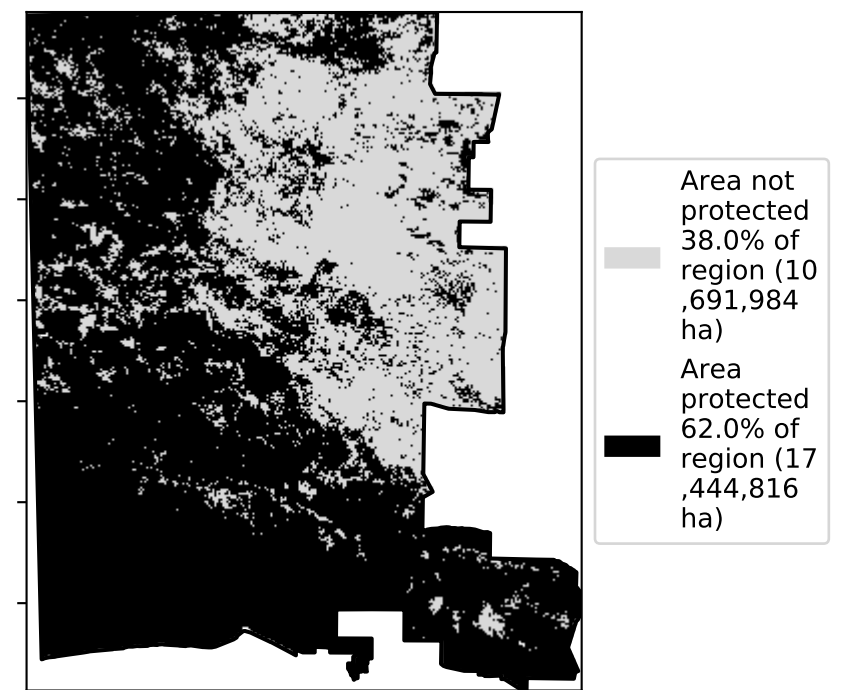 Area not
protected
38.0% of
region (10
,691,984
ha)
Area
protected
62.0% of
region (17
,444,816
ha)